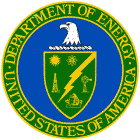 DEPARTMENT OF ENERGY
UNITED STATES OF AMERICA